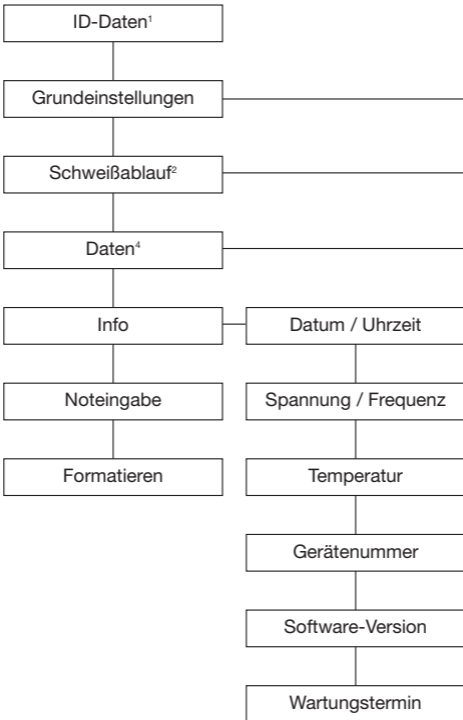 ID-Daten¹
Grundeinstellungen
Schweißablauf²
Daten⁴
Info
Noteingabe
Formatieren
Datum / Uhrzeit
Spannung / Frequenz
Temperatur
Gerätenummer
Software-Version
Wartungstermin